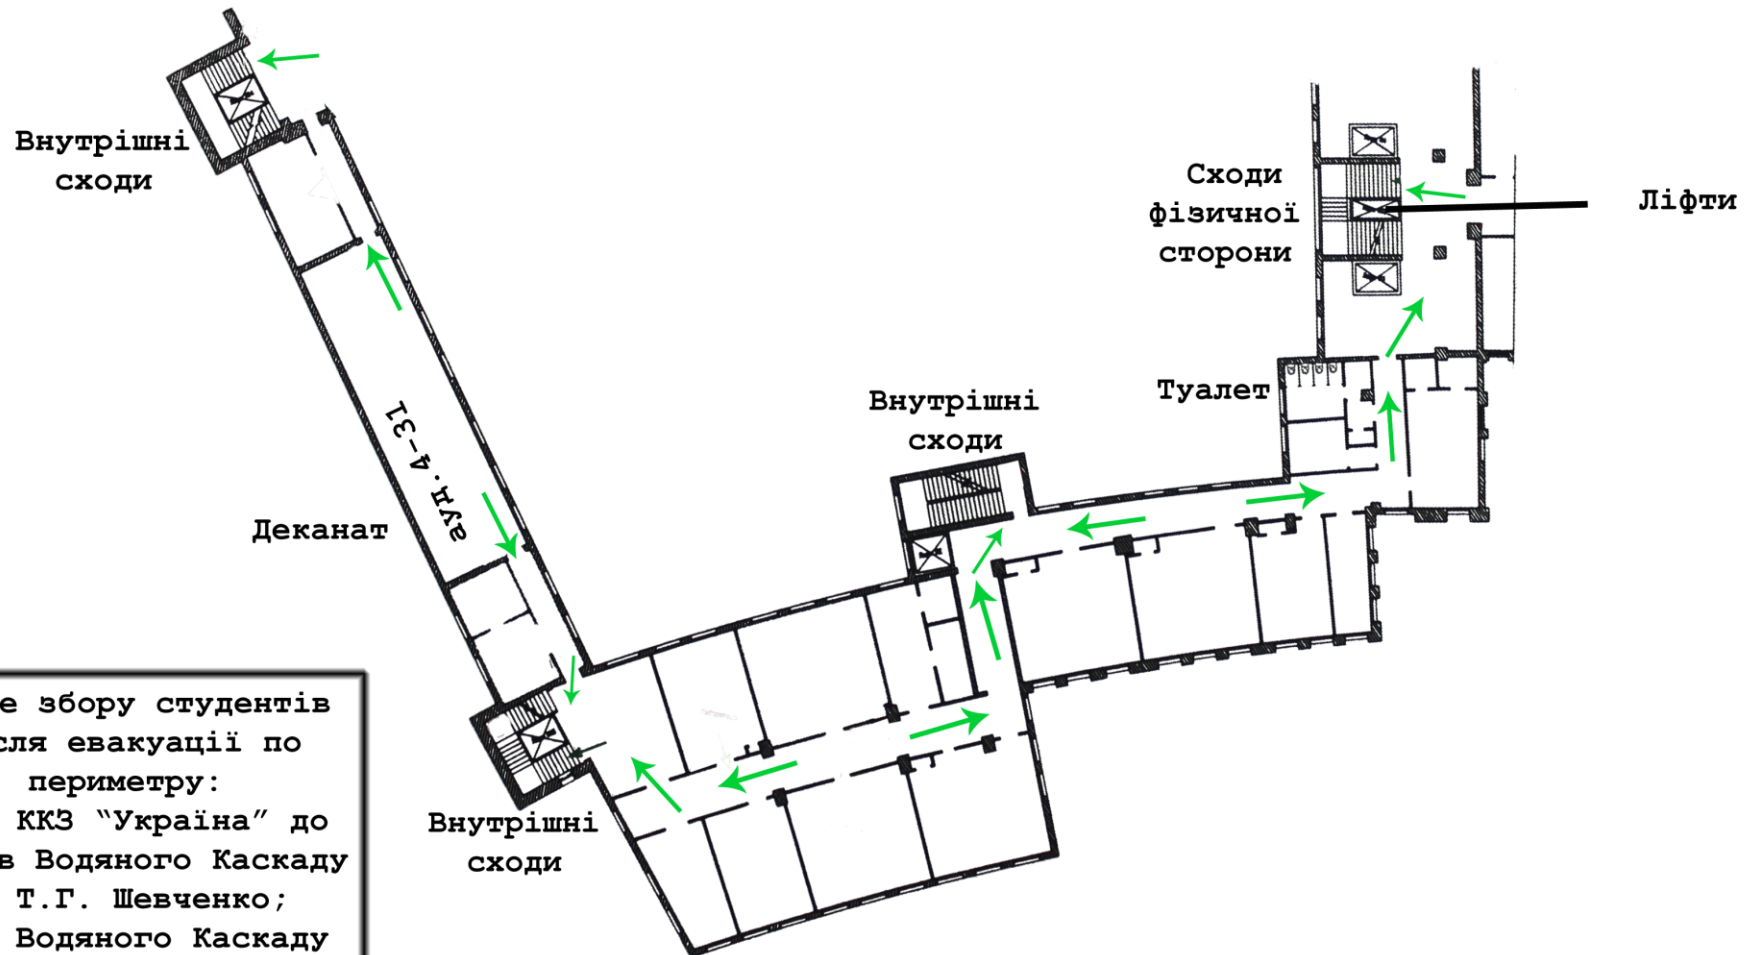 Внутрішні
сходи
Сходи
фізичної
сторони
Ліфти
Внутрішні
сходи
Туалет
ауд.4-31
Деканат
Внутрішні
сходи
збору студентів
евакуації по
периметру:
ККЗ “Україна” до
Водяного Каскаду
Т.Г. Шевченко;
Водяного Каскаду